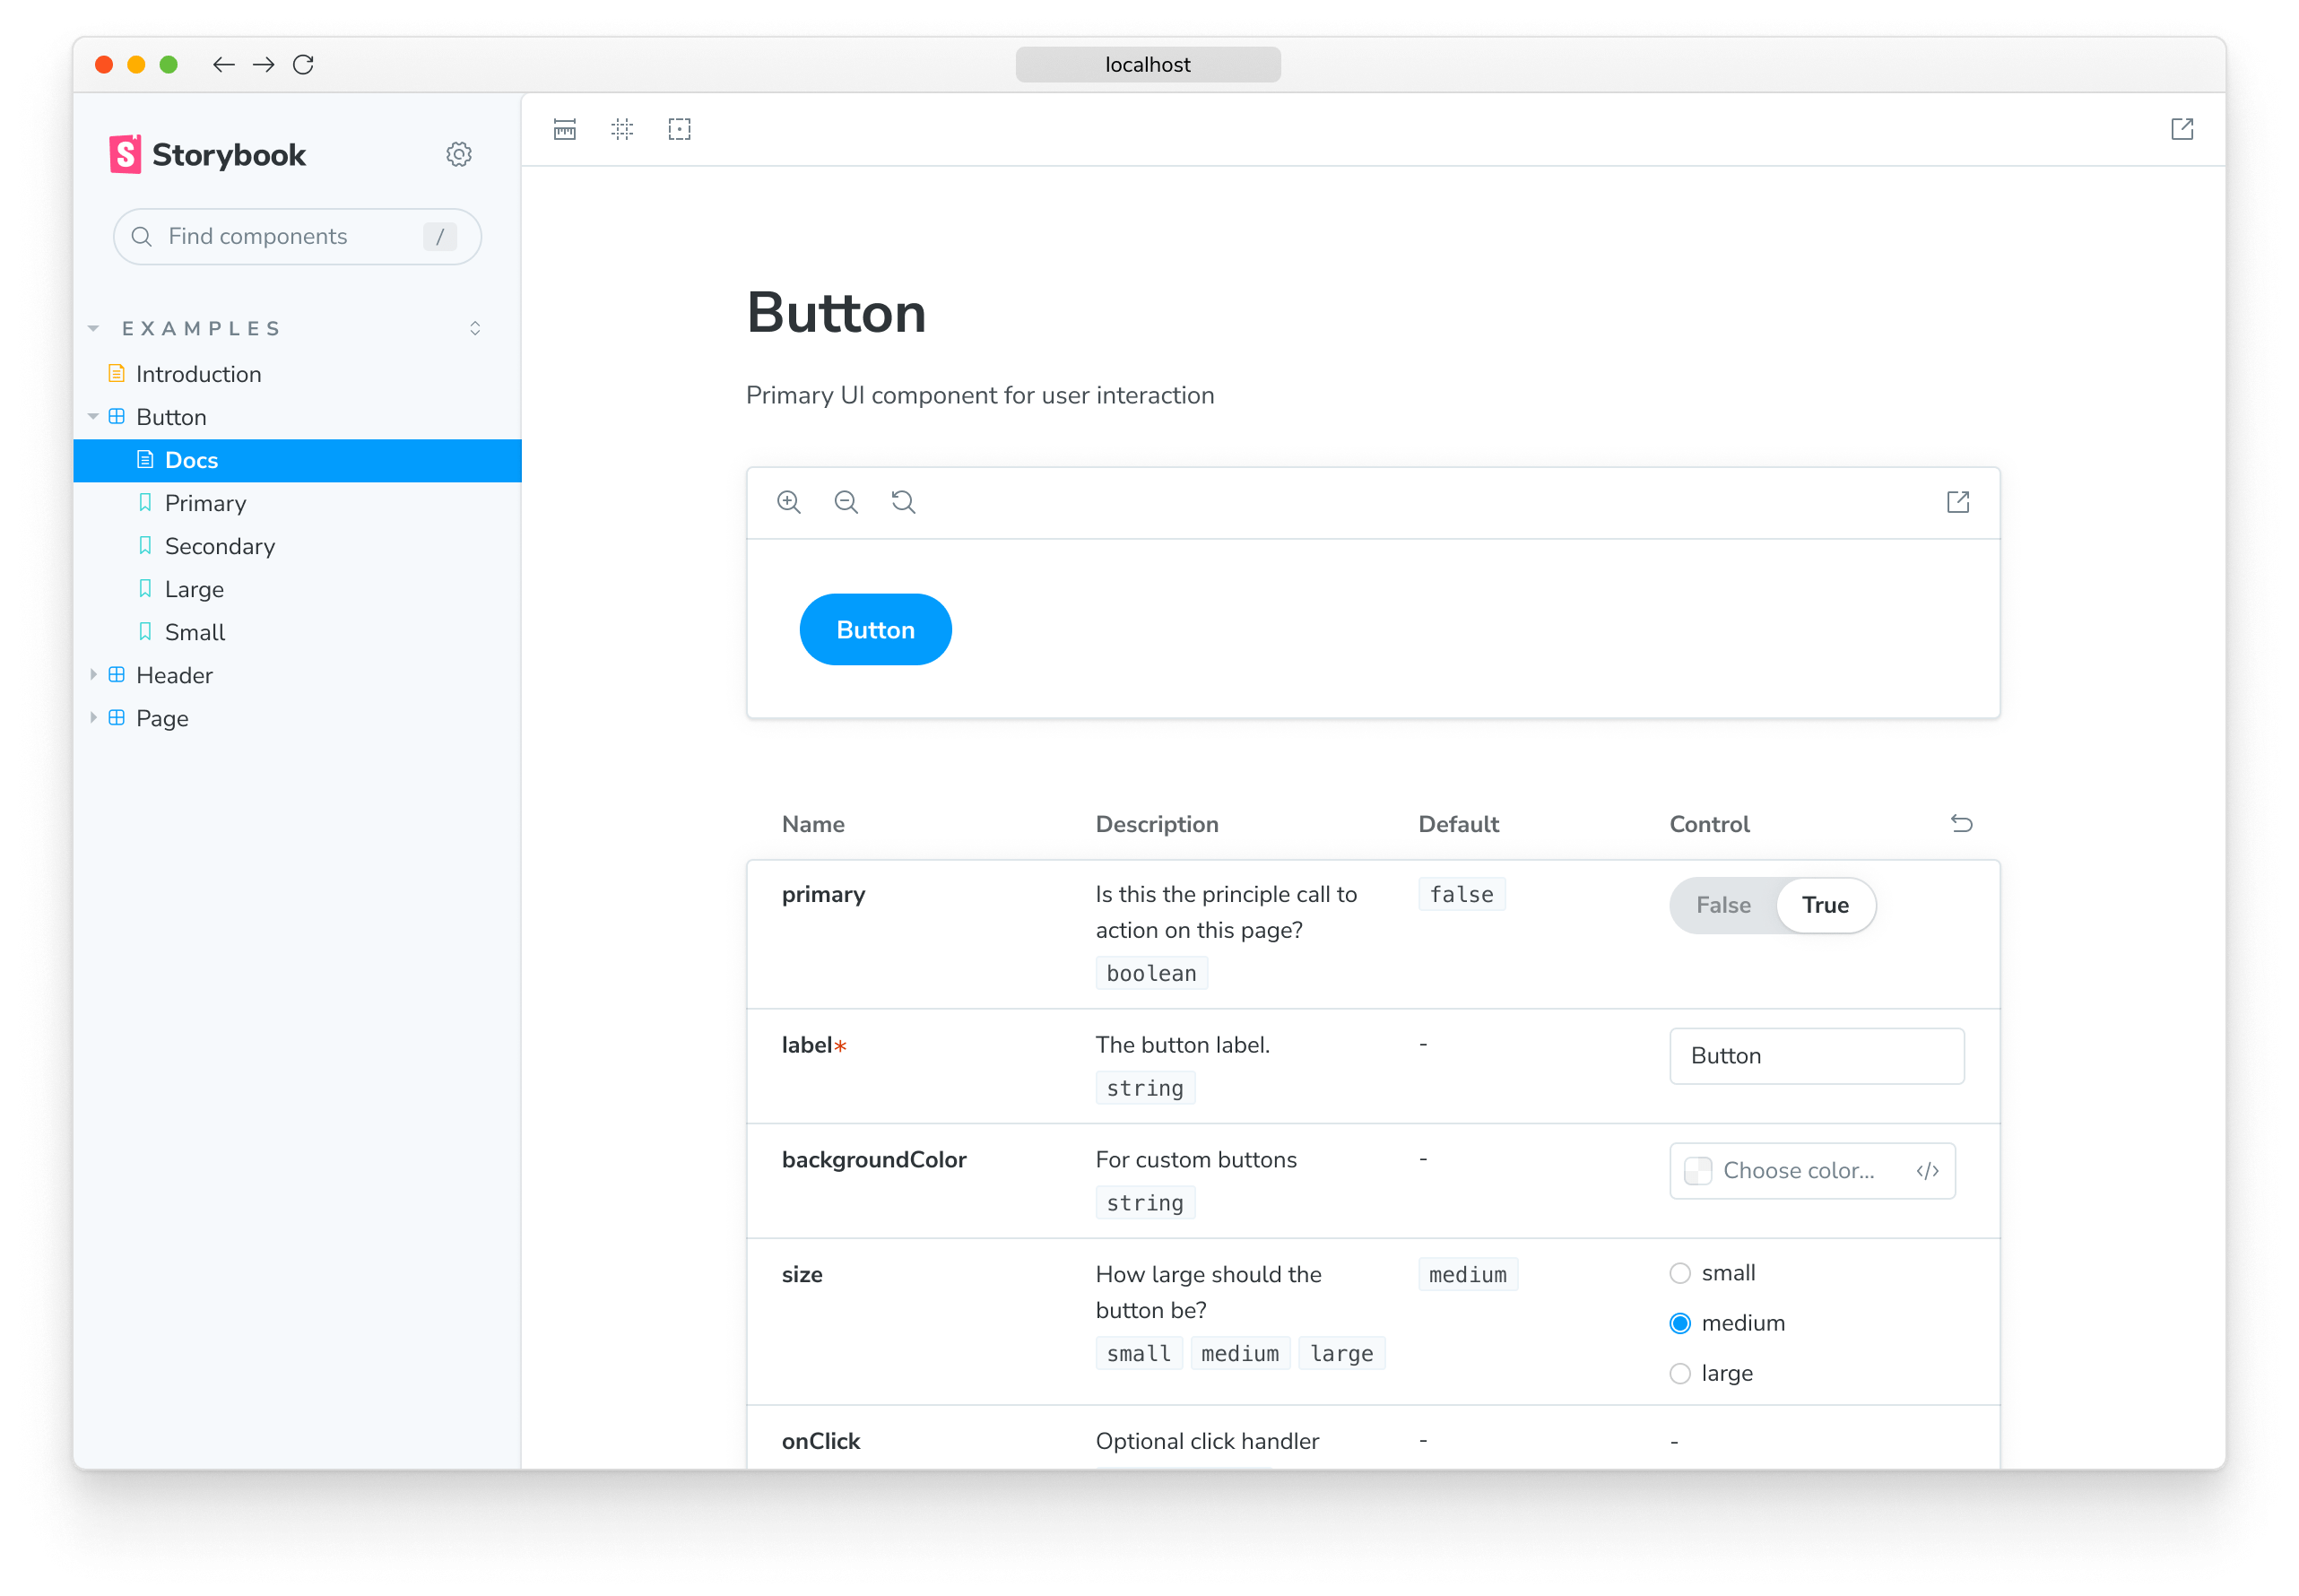 localhost
Storybook
Find components /
EXAMPLES
Introduction
Button
Docs
Primary
Secondary
Large
Small
Header
Page
Button
Primary UI component for user interaction
Button
Name Description Default Control
primary Is this the principle call to false False True
action on this page?
boolean
label* The button label. - Button
string
backgroundColor For custom buttons - Choose color... </>
string
size How large should the medium small
button be? medium
small medium large large
onClick Optional click handler - -